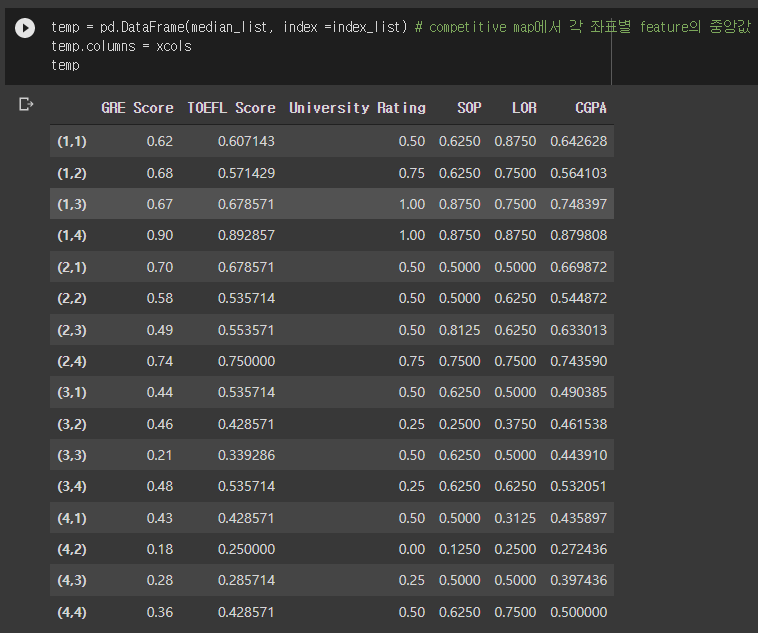 temp = pd.DataFrame(median_list, index =index_list) # competitive map에서 각 좌표별 feature의 중앙값
temp.columns = xcols
temp
GRE Score TOEFL Score University Rating SOP LOR CGPA
(1,1) 0.62 0.607143 0.50 0.6250 0.8750 0.642628
(1,2) 0.68 0.571429 0.75 0.6250 0.7500 0.564103
(1,3) 0.67 0.678571 1.00 0.8750 0.7500 0.748397
(1,4) 0.90 0.892857 1.00 0.8750 0.8750 0.879808
(2,1) 0.70 0.678571 0.50 0.5000 0.5000 0.669872
(2,2) 0.58 0.535714 0.50 0.5000 0.6250 0.544872
(2,3) 0.49 0.553571 0.50 0.8125 0.6250 0.633013
(2,4) 0.74 0.750000 0.75 0.7500 0.7500 0.743590
(3,1) 0.44 0.535714 0.50 0.6250 0.5000 0.490385
(3,2) 0.46 0.428571 0.25 0.2500 0.3750 0.461538
(3,3) 0.21 0.339286 0.50 0.6250 0.5000 0.443910
(3,4) 0.48 0.535714 0.25 0.6250 0.6250 0.532051
(4,1) 0.43 0.428571 0.50 0.5000 0.3125 0.435897
(4,2) 0.18 0.250000 0.00 0.1250 0.2500 0.272436
(4,3) 0.28 0.285714 0.25 0.5000 0.5000 0.397436
(4,4) 0.36 0.428571 0.50 0.6250 0.7500 0.500000